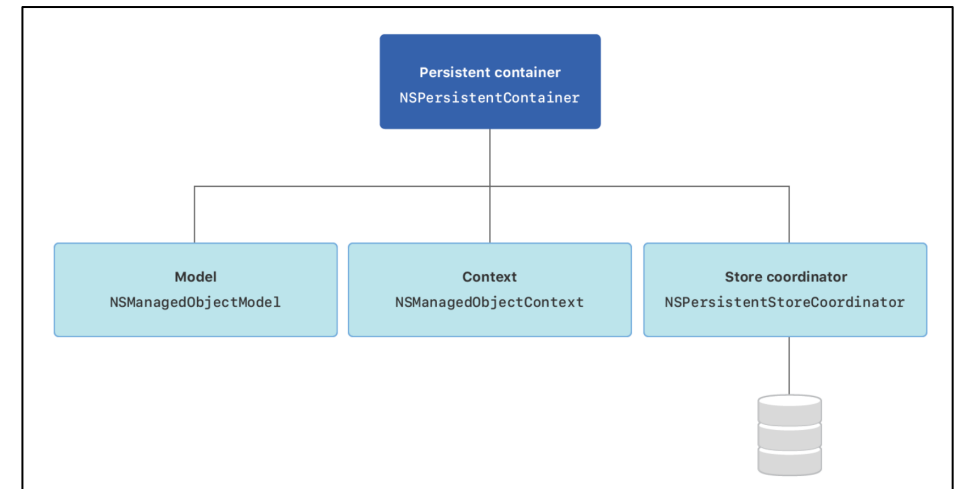 Persistent container
NSPersistentContainer
Model
NSManagedObjectModel
Context
NSManagedObjectContext
Store coordinator
NSPersistentStoreCoordinator